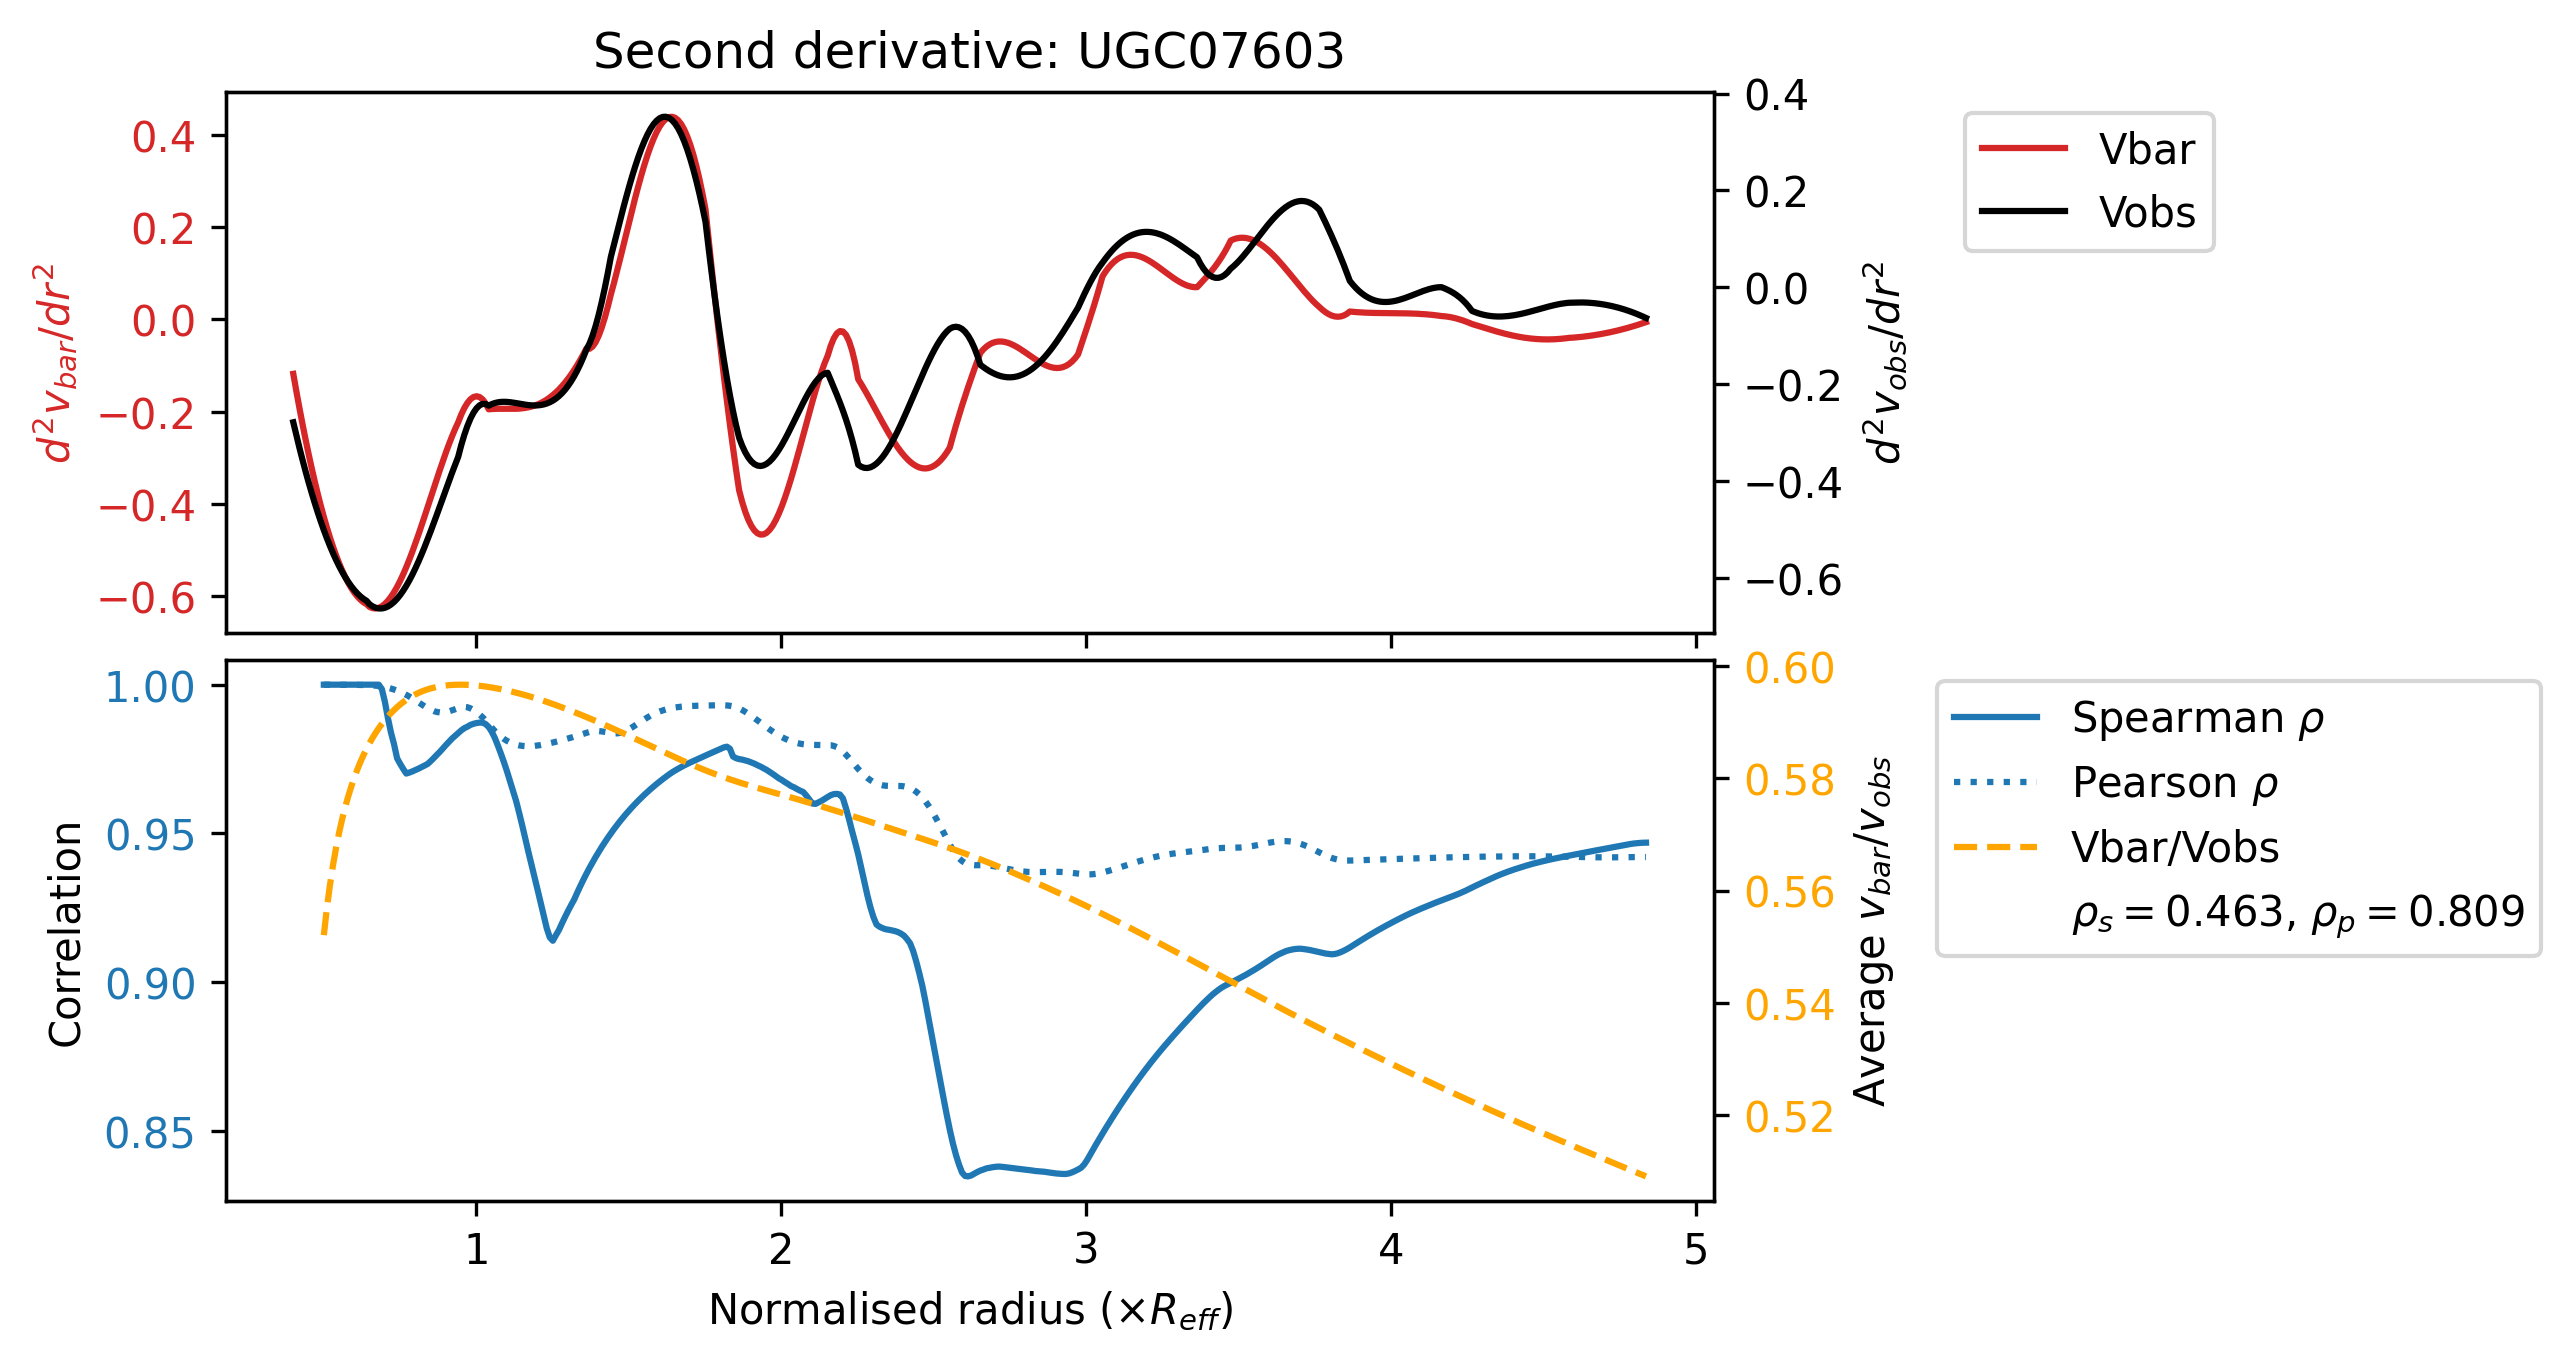 Second derivative: UGC07603
0.4
0.2
0.0
−0.2
−0.4
−0.6
d²v_bar/dr²
0.4
0.2
0.0
−0.2
−0.4
−0.6
d²v_obs/dr²
Vbar
Vobs
1.00
0.95
0.90
0.85
Correlation
0.60
0.58
0.56
0.54
0.52
Average v_bar/v_obs
Spearman ρ
Pearson ρ
Vbar/Vobs
ρ_s = 0.463, ρ_p = 0.809
1 2 3 4 5
Normalised radius (×R_eff)